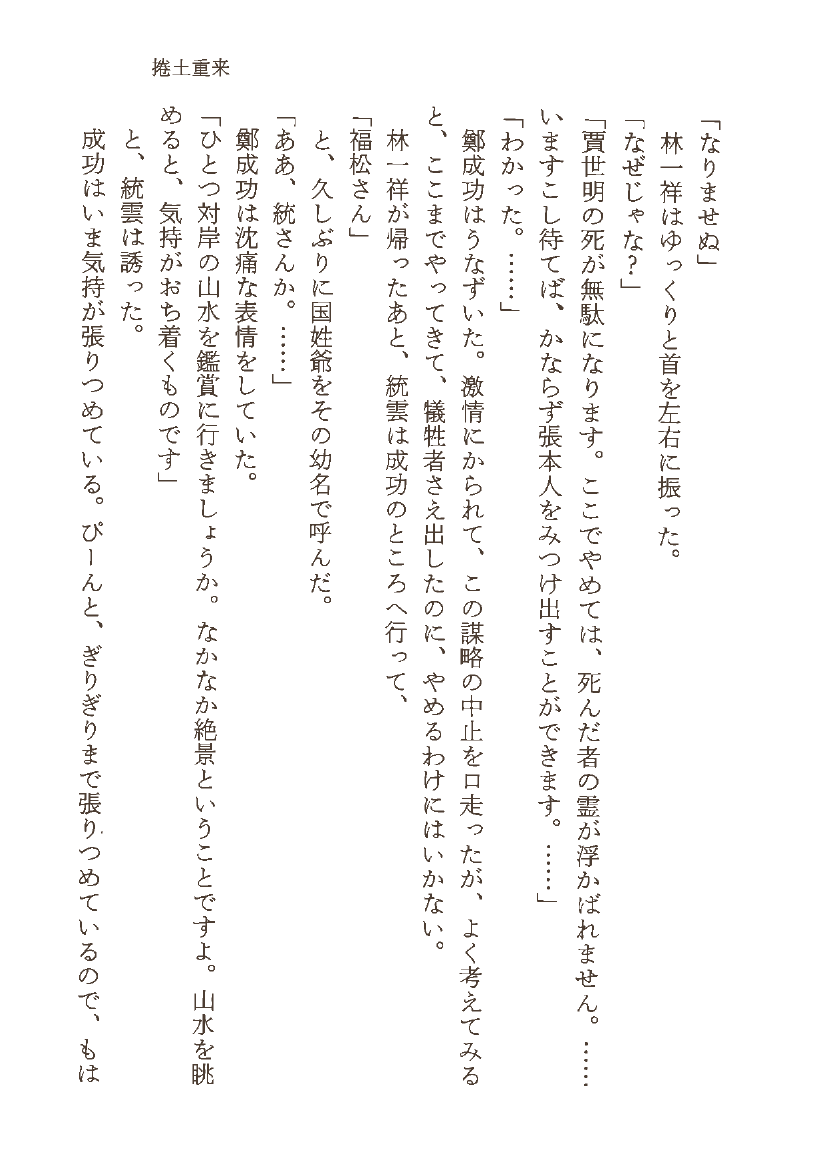 捲土重来
「なりませぬ」
林一祥はゆっくりと首を左右に振った。
「なぜじゃな？」
「賈世明の死が無駄になります。ここでやめては、死んだ者の霊が浮かばれません。……
いますこし待てば、かならず張本人をみつけ出すことができます。……」
「わかった。……」
鄭成功はうなずいた。激情にかられて、この謀略の中止を口走ったが、よく考えてみる
と、ここまでやってきて、犠牲者さえ出したのに、やめるわけにはいかない。
林一祥が帰ったあと、統雲は成功のところへ行って、
「福松さん」
と、久しぶりに国姓爺をその幼名で呼んだ。
「ああ、統さんか。……」
鄭成功は沈痛な表情をしていた。
「ひとつ対岸の山水を鑑賞に行きましょうか。なかなか絶景ということですよ。山水を眺
めると、気持がおち着くものです」
と、統雲は誘った。
成功はいま気持が張りつめている。ぴーんと、ぎりぎりまで張りつめているので、もは